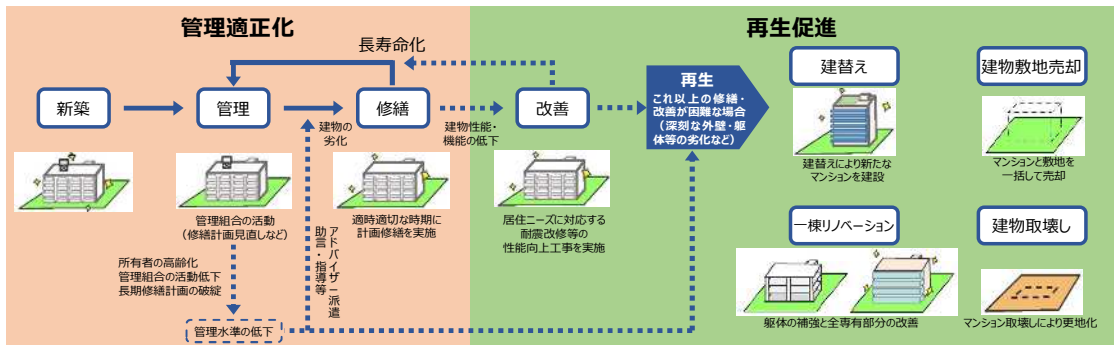 管理適正化
再生促進
長寿命化
新築
管理
修繕
改善
建物の
劣化
建物性能・
機能の低下
再生
これ以上の修繕・
改善が困難な場合
（深刻な外壁・躯
体等の劣化など）
建替え
建物敷地売却
建替えにより新たな
マンションを建設
マンションと敷地を
一括して売却
管理組合の活動
（修繕計画見直しなど）
適時適切な時期に
計画修繕を実施
居住ニーズに対応する
耐震改修等の
性能向上工事を実施
一棟リノベーション
建物取壊し
所有者の高齢化
管理組合の活動低下
長期修繕計画の破綻
アドバイザー派遣
助言・指導等
管理水準の低下
躯体の補強と全専有部分の改善
マンション取壊しにより更地化